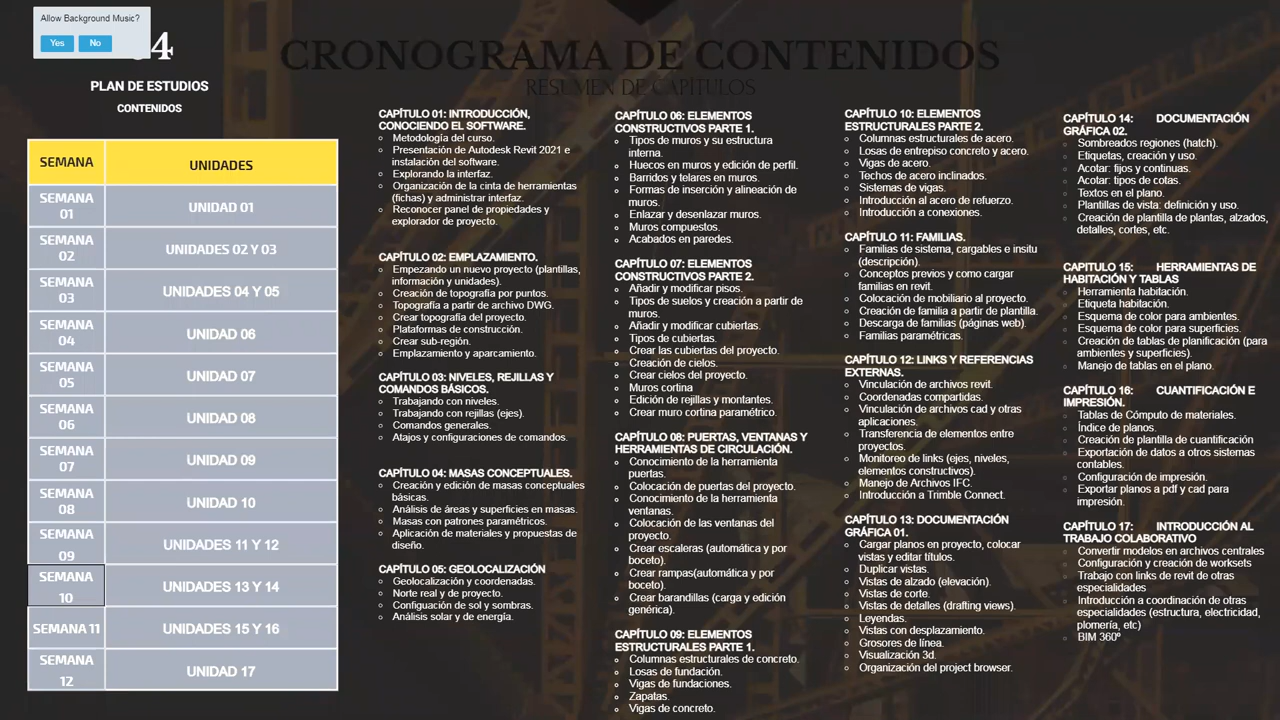 Allow Background Music?
Yes
No
4
CRONOGRAMA DE CONTENIDOS
RESUMEN DE CAPÍTULOS
PLAN DE ESTUDIOS
CONTENIDOS
SEMANA UNIDADES
SEMANA 01 UNIDAD 01
SEMANA 02 UNIDADES 02 Y 03
SEMANA 03 UNIDADES 04 Y 05
SEMANA 04 UNIDAD 06
SEMANA 05 UNIDAD 07
SEMANA 06 UNIDAD 08
SEMANA 07 UNIDAD 09
SEMANA 08 UNIDAD 10
SEMANA 09 UNIDADES 11 Y 12
SEMANA 10 UNIDADES 13 Y 14
SEMANA 11 UNIDADES 15 Y 16
SEMANA 12 UNIDAD 17
CAPÍTULO 01: INTRODUCCIÓN,
CONOCIENDO EL SOFTWARE.
Metodología del curso.
Presentación de Autodesk Revit 2021 e
instalación del software.
Explorando la interfaz.
Organización de la cinta de herramientas
(fichas) y administrar interfaz.
Reconocer panel de propiedades y
explorador de proyecto.
CAPÍTULO 02: EMPLAZAMIENTO.
Empezando un nuevo proyecto (plantillas,
información y unidades).
Creación de topografía por puntos.
Topografía a partir de archivo DWG.
Crear topografía del proyecto.
Plataformas de construcción.
Crear sub-región.
Emplazamiento y aparcamiento.
CAPÍTULO 03: NIVELES, REJILLAS Y
COMANDOS BÁSICOS.
Trabajando con niveles.
Trabajando con rejillas (ejes).
Comandos generales.
Atajos y configuraciones de comandos.
CAPÍTULO 04: MASAS CONCEPTUALES.
Creación y edición de masas conceptuales
básicas.
Análisis de áreas y superficies en masas.
Masas con patrones paramétricos.
Aplicación de materiales y propuestas de
diseño.
CAPÍTULO 05: GEOLOCALIZACIÓN
Geolocalización y coordenadas.
Norte real y de proyecto.
Configuación de sol y sombras.
Análisis solar y de energía.
CAPÍTULO 06: ELEMENTOS
CONSTRUCTIVOS PARTE 1.
Tipos de muros y su estructura
interna.
Huecos en muros y edición de perfil.
Barridos y telares en muros.
Formas de inserción y alineación de
muros.
Enlazar y desenlazar muros.
Muros compuestos.
Acabados en paredes.
CAPÍTULO 07: ELEMENTOS
CONSTRUCTIVOS PARTE 2.
Añadir y modificar pisos.
Tipos de suelos y creación a partir de
muros.
Añadir y modificar cubiertas.
Tipos de cubiertas.
Crear las cubiertas del proyecto.
Creación de cielos.
Crear cielos del proyecto.
Muros cortina
Edición de rejillas y montantes.
Crear muro cortina paramétrico.
CAPÍTULO 08: PUERTAS, VENTANAS Y
HERRAMIENTAS DE CIRCULACIÓN.
Conocimiento de la herramienta
puertas.
Colocación de puertas del proyecto.
Conocimiento de la herramienta
ventanas.
Colocación de las ventanas del
proyecto.
Crear escaleras (automática y por
boceto).
Crear rampas(automática y por
boceto).
Crear barandillas (carga y edición
genérica).
CAPÍTULO 09: ELEMENTOS
ESTRUCTURALES PARTE 1.
Columnas estructurales de concreto.
Losas de fundación.
Vigas de fundaciones.
Zapatas.
Vigas de concreto.
CAPÍTULO 10: ELEMENTOS
ESTRUCTURALES PARTE 2.
Columnas estructurales de acero.
Losas de entrepiso concreto y acero.
Vigas de acero.
Techos de acero inclinados.
Sistemas de vigas.
Introducción al acero de refuerzo.
Introducción a conexiones.
CAPÍTULO 11: FAMILIAS.
Familias de sistema, cargables e insitu
(descripción).
Conceptos previos y como cargar
familias en revit.
Colocación de mobiliario al proyecto.
Creación de familia a partir de plantilla.
Descarga de familias (páginas web).
Familias paramétricas.
CAPÍTULO 12: LINKS Y REFERENCIAS
EXTERNAS.
Vinculación de archivos revit.
Coordenadas compartidas.
Vinculación de archivos cad y otras
aplicaciones.
Transferencia de elementos entre
proyectos.
Monitoreo de links (ejes, niveles,
elementos constructivos).
Manejo de Archivos IFC.
Introducción a Trimble Connect.
CAPÍTULO 13: DOCUMENTACIÓN
GRÁFICA 01.
Cargar planos en proyecto, colocar
vistas y editar títulos.
Duplicar vistas.
Vistas de alzado (elevación).
Vistas de corte.
Vistas de detalles (drafting views).
Leyendas.
Vistas con desplazamiento.
Grosores de línea.
Visualización 3d.
Organización del project browser.
CAPÍTULO 14: DOCUMENTACIÓN
GRÁFICA 02.
Sombreados regiones (hatch).
Etiquetas, creación y uso.
Acotar: fijos y continuas.
Acotar: tipos de cotas.
Textos en el plano.
Plantillas de vista: definición y uso.
Creación de plantilla de plantas, alzados,
detalles, cortes, etc.
CAPÍTULO 15: HERRAMIENTAS DE
HABITACIÓN Y TABLAS
Herramienta habitación.
Etiqueta habitación.
Esquema de color para ambientes.
Esquema de color para superficies.
Creación de tablas de planificación (para
ambientes y superficies).
Manejo de tablas en el plano.
CAPÍTULO 16: CUANTIFICACIÓN E
IMPRESIÓN.
Tablas de Cómputo de materiales.
Índice de planos.
Creación de plantilla de cuantificación
Exportación de datos a otros sistemas
contables.
Configuración de impresión.
Exportar planos a pdf y cad para
impresión.
CAPÍTULO 17: INTRODUCCIÓN AL
TRABAJO COLABORATIVO
Convertir modelos en archivos centrales
Configuración y creación de worksets
Trabajo con links de revit de otras
especialidades
Introducción a coordinación de otras
especialidades (estructura, electricidad,
plomería, etc)
BIM 360º